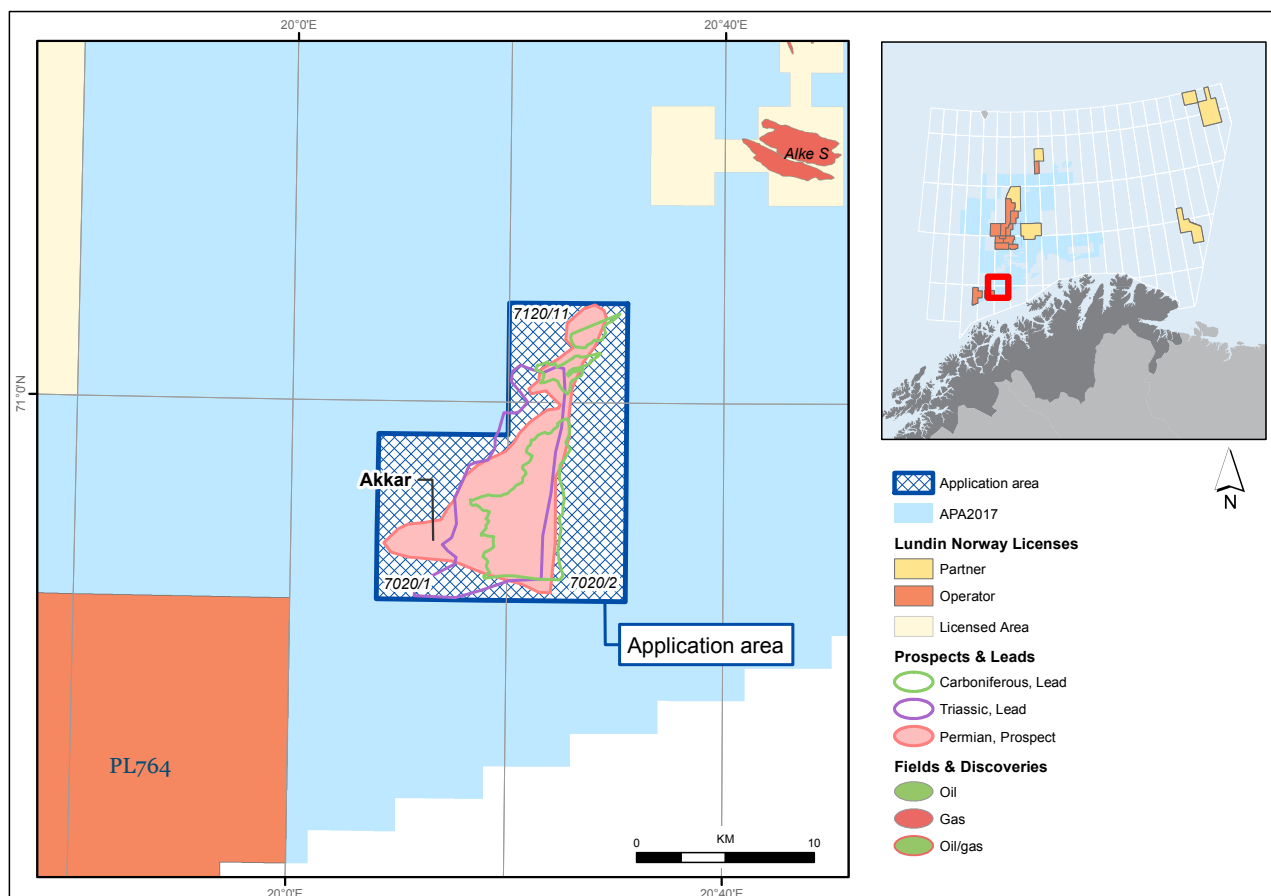 20°0'E
20°40'E
Alke S
7120/11
71°0'N
Akkar
7020/1
7020/2
Application area
PL764
0
KM
10
20°0'E
20°40'E
N
Application area
APA2017
Lundin Norway Licenses
Partner
Operator
Licensed Area
Prospects & Leads
Carboniferous, Lead
Triassic, Lead
Permian, Prospect
Fields & Discoveries
Oil
Gas
Oil/gas